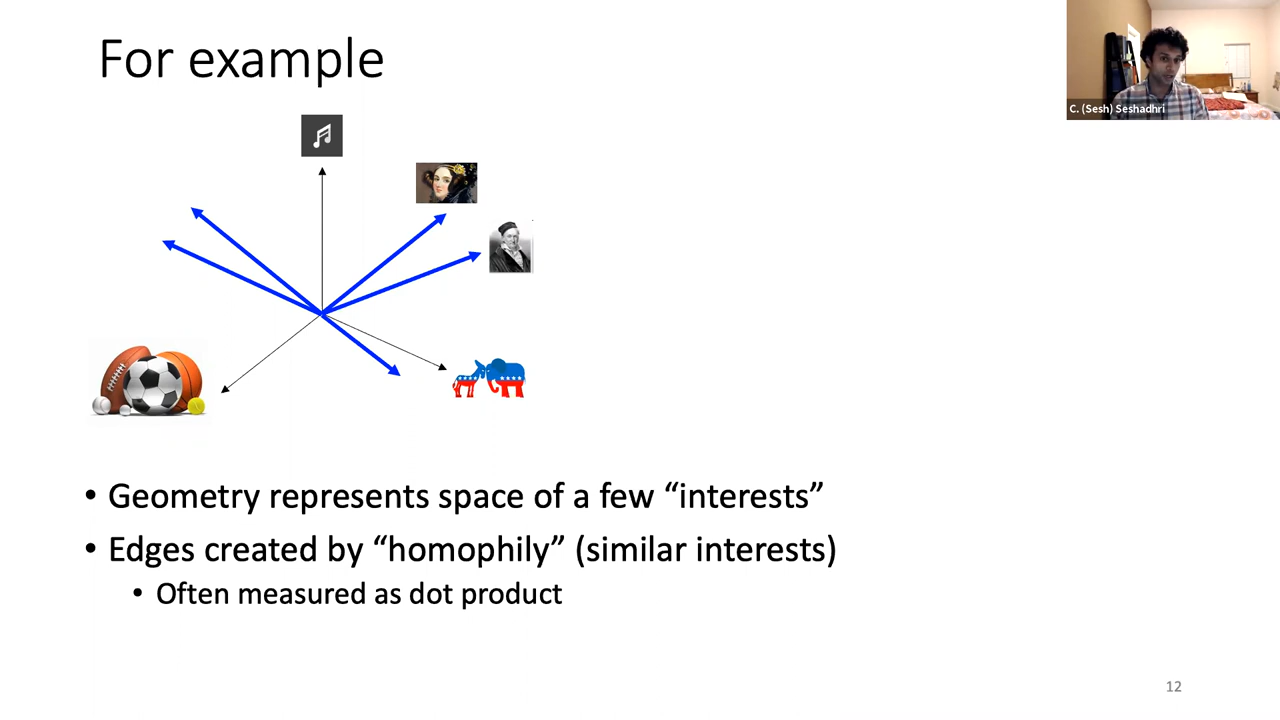 For example
C. (Sesh) Seshadhri
• Geometry represents space of a few “interests”
• Edges created by “homophily” (similar interests)
• Often measured as dot product
12